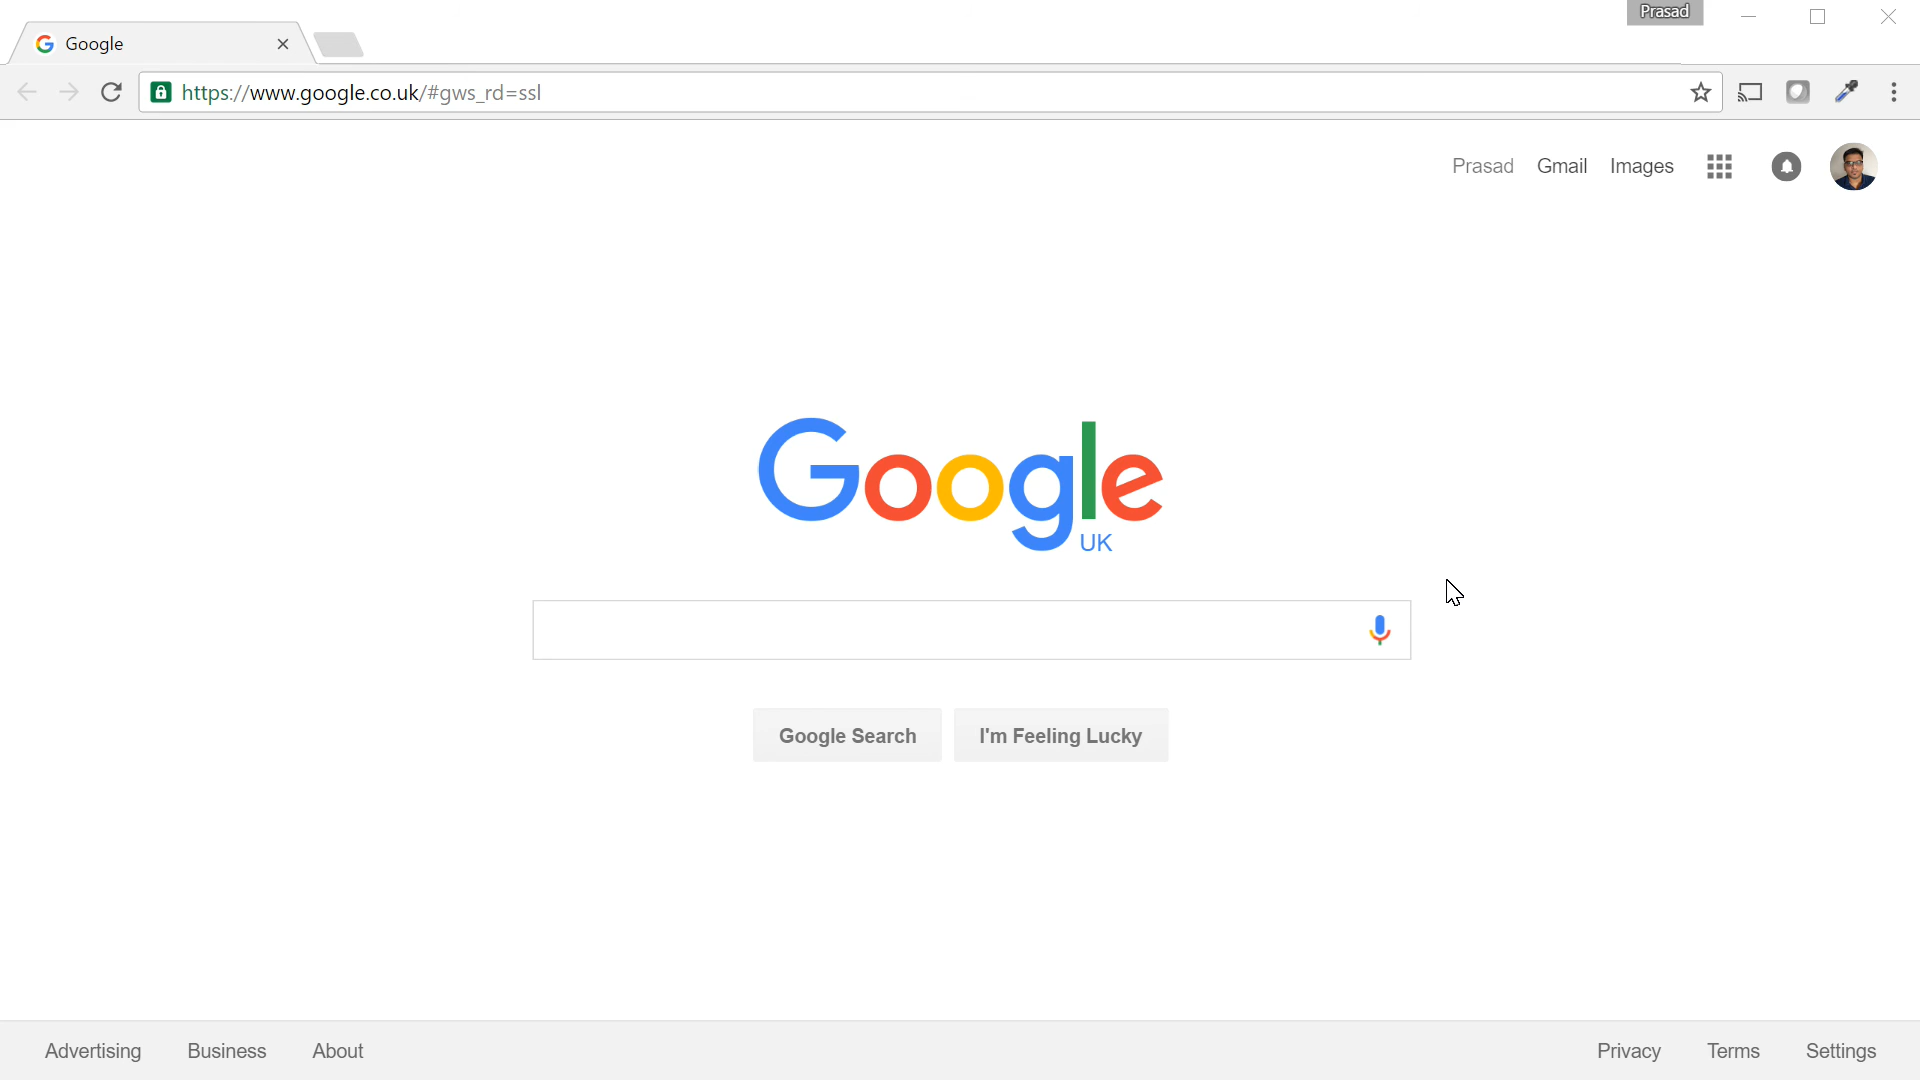 Prasad
Google
https://www.google.co.uk/#gws_rd=ssl
Prasad Gmail Images
Google
UK
Google Search I'm Feeling Lucky
Advertising Business About Privacy Terms Settings